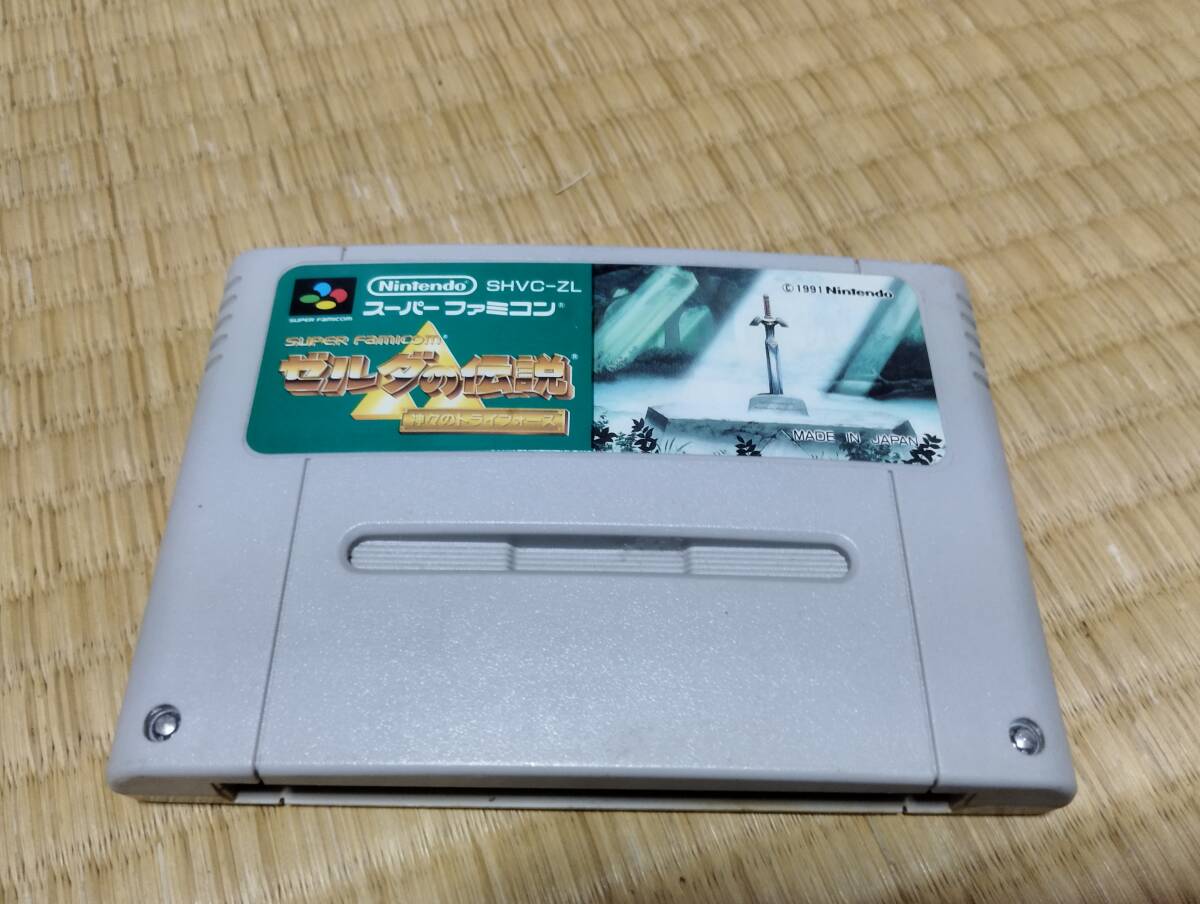 Nintendo SHVC-ZL
スーパーファミコン®
SUPER FAMICOM
SUPER FAMICOM®
ゼルダの伝説®
神々のトライフォース
©1991 Nintendo
MADE IN JAPAN